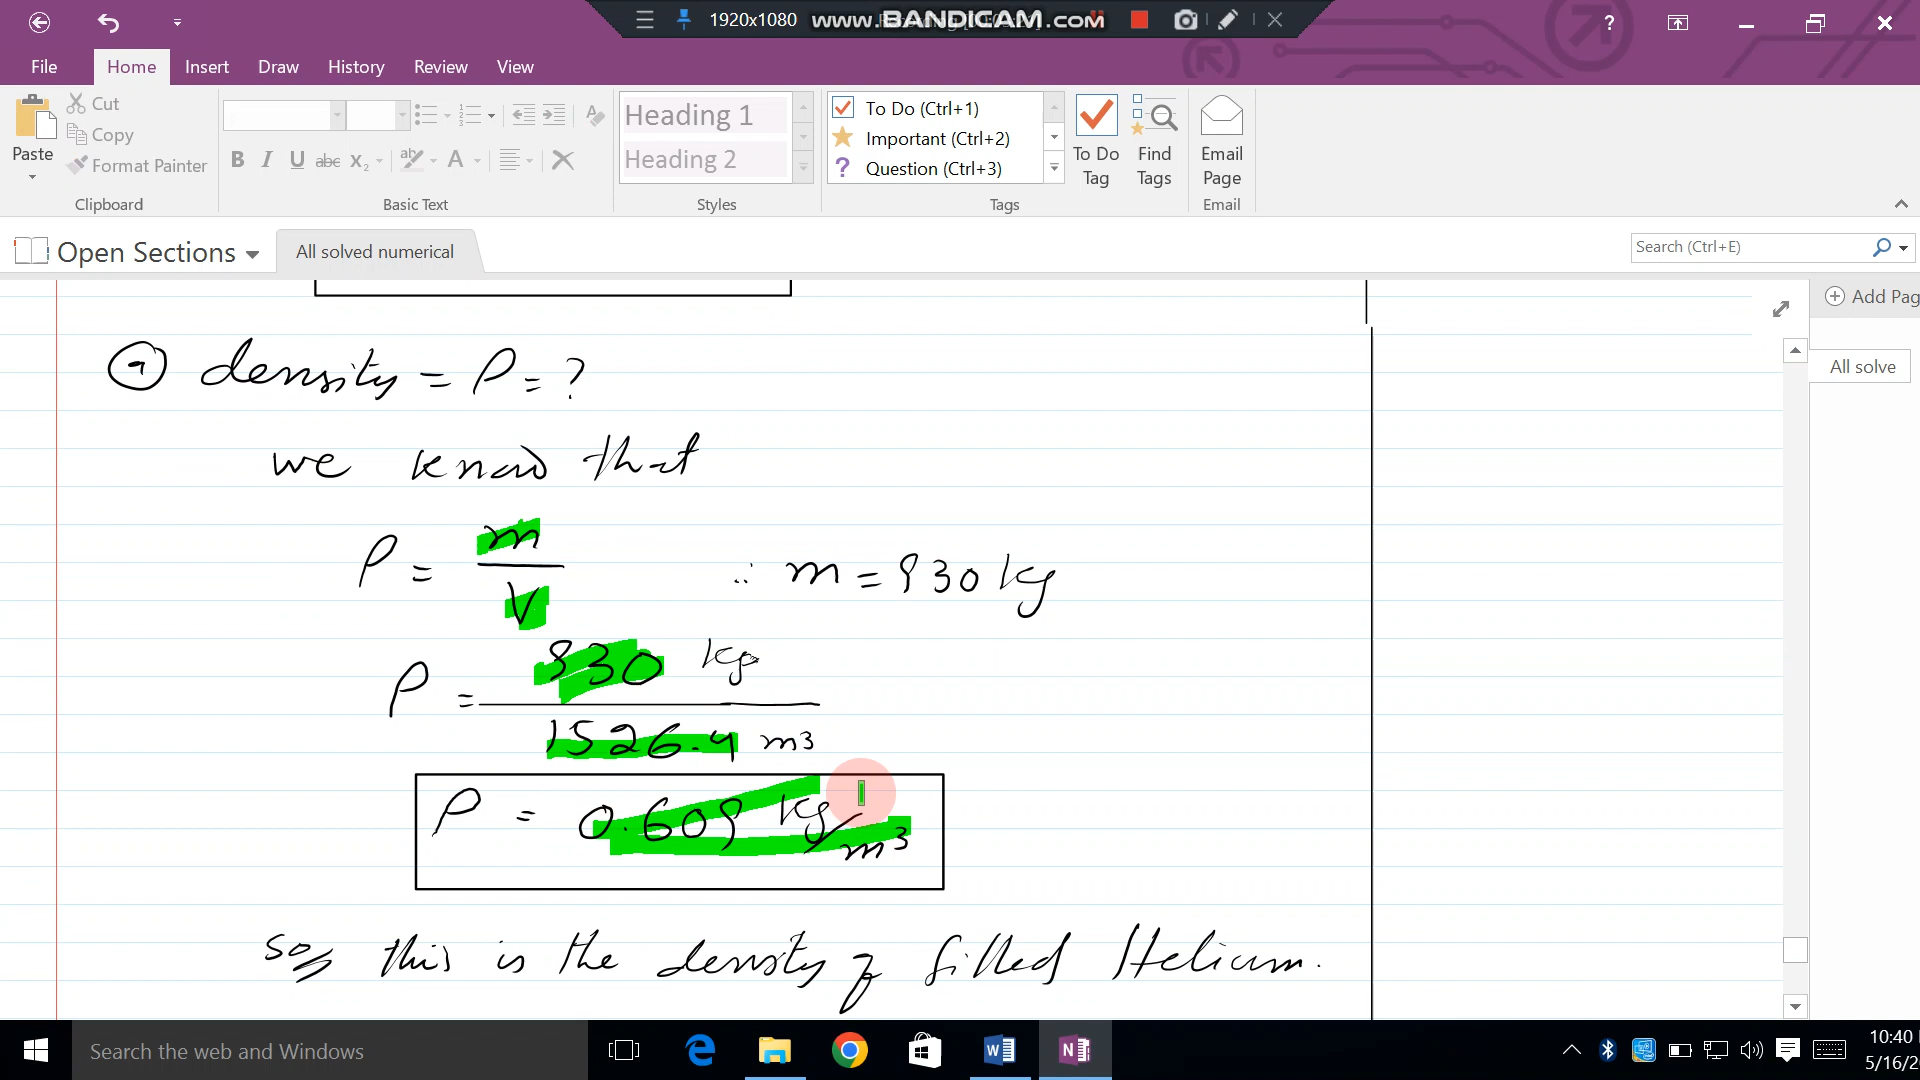 1920x1080 www.BANDICAM.COM
File Home Insert Draw History Review View
Paste
Cut
Copy
Format Painter
Clipboard
B I U abc X₂ A
Basic Text
Heading 1
Heading 2
Styles
To Do (Ctrl+1)
Important (Ctrl+2)
? Question (Ctrl+3)
Tags
To Do Tag
Find Tags
Email Page
Email
Open Sections
All solved numerical
Search (Ctrl+E)
Add Pag
All solve
density = ρ = ?
we know that
ρ = m / V ∴ m = 930 kg
ρ = 930 kg / 1526.4 m3
ρ = 0.609 kg/m3
so, this is the density of filled Helium.
Search the web and Windows
10:40
5/16/2